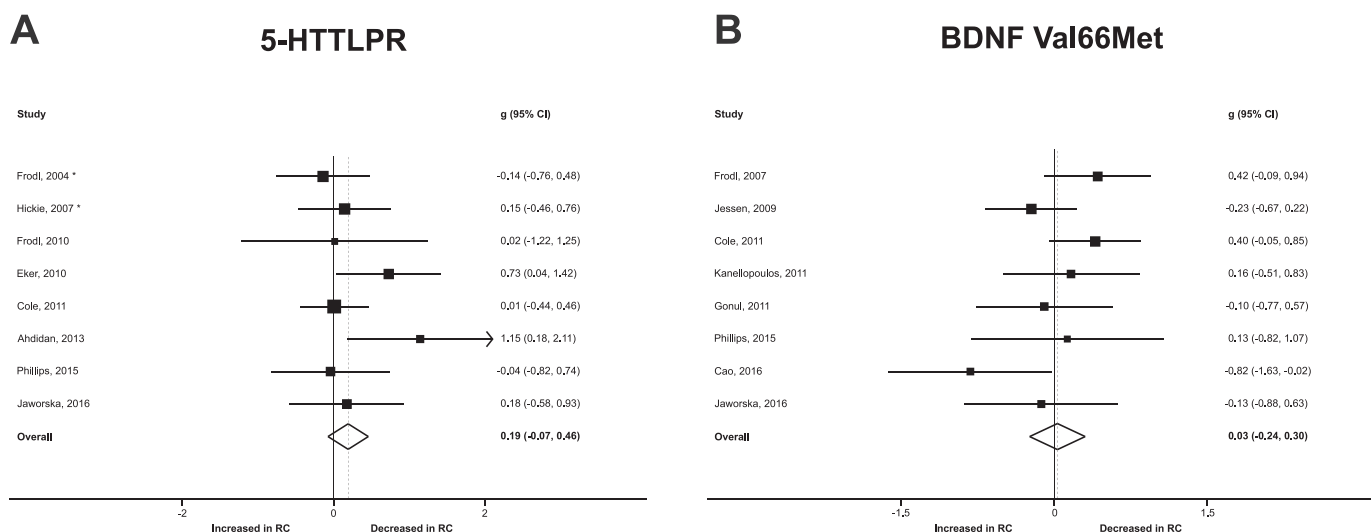 A
5-HTTLPR
Study
g (95% CI)
Frodl, 2004 *
-0.14 (-0.76, 0.48)
Hickie, 2007 *
0.15 (-0.46, 0.76)
Frodl, 2010
0.02 (-1.22, 1.25)
Eker, 2010
0.73 (0.04, 1.42)
Cole, 2011
0.01 (-0.44, 0.46)
Ahdidan, 2013
1.15 (0.18, 2.11)
Phillips, 2015
-0.04 (-0.82, 0.74)
Jaworska, 2016
0.18 (-0.58, 0.93)
Overall
0.19 (-0.07, 0.46)
-2
0
2
Increased in RC
Decreased in RC
B
BDNF Val66Met
Study
g (95% CI)
Frodl, 2007
0.42 (-0.09, 0.94)
Jessen, 2009
-0.23 (-0.67, 0.22)
Cole, 2011
0.40 (-0.05, 0.85)
Kanellopoulos, 2011
0.16 (-0.51, 0.83)
Gonul, 2011
-0.10 (-0.77, 0.57)
Phillips, 2015
0.13 (-0.82, 1.07)
Cao, 2016
-0.82 (-1.63, -0.02)
Jaworska, 2016
-0.13 (-0.88, 0.63)
Overall
0.03 (-0.24, 0.30)
-1.5
0
1.5
Increased in RC
Decreased in RC